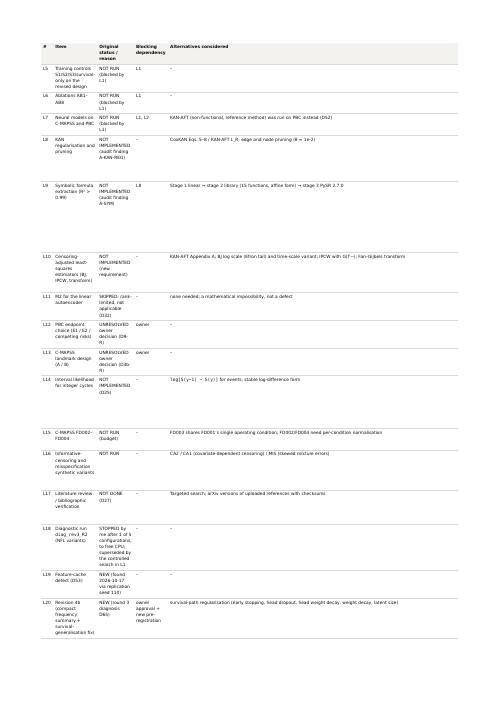 # Item Original status / reason Blocking dependency Alternatives considered
L5 Training controls S1/S2/S3/survival-only on the revised design NOT RUN (blocked by L1) L1 –
L6 Ablations AB1–AB8 NOT RUN (blocked by L1) L1 –
L7 Neural models on C-MAPSS and PBC NOT RUN (blocked by L1) L1, L2 KAN-AFT (non-functional, reference method) was run on PBC instead (D52)
L8 KAN regularisation and pruning NOT IMPLEMENTED (audit finding A-KAN-REG) – CoxKAN Eqs. 5–8 / KAN-AFT L_R; edge and node pruning (θ = 1e-2)
L9 Symbolic formula extraction (R² > 0.99) NOT IMPLEMENTED (audit finding A-SYM) L8 Stage 1 linear → stage 2 library (15 functions, affine form) → stage 3 PySR 2.7.0
L10 Censoring-adjusted least-squares estimators (BJ, IPCW, transform) NOT IMPLEMENTED (new requirement) – KAN-AFT Appendix A; BJ log scale (Efron tail) and time-scale variant; IPCW with G(T−); Fan–Gijbels transform
L11 M2 for the linear autoencoder SKIPPED: rank-limited, not applicable (D32) – none needed; a mathematical impossibility, not a defect
L12 PBC endpoint choice (E1 / E2 / competing risks) UNRESOLVED owner decision (D9-R) owner –
L13 C-MAPSS landmark design (A / B) UNRESOLVED owner decision (D3b-R) owner –
L14 Interval likelihood for integer cycles NOT IMPLEMENTED (D25) – log[S(y−1) − S(y)] for events; stable log-difference form
L15 C-MAPSS FD002–FD004 NOT RUN (budget) – FD003 shares FD001's single operating condition; FD002/FD004 need per-condition normalisation
L16 Informative-censoring and misspecification synthetic variants NOT RUN – CA2 / CA1 (covariate-dependent censoring) ; MIS (skewed mixture errors)
L17 Literature review / bibliographic verification NOT DONE (D27) – Targeted search; arXiv versions of uploaded references with checksums
L18 Diagnostic run diag_rev3_R2 (NFL variants) STOPPED by me after 1 of 5 configurations, to free CPU; superseded by the controlled search in L1 – –
L19 Feature-cache defect (D53) NEW (found 2026-10-17 via replication seed 110) – –
L20 Revision 4b (compact frequency summary + survival-generalisation fix) NEW (round 3 diagnosis D65) owner approval + new pre-registration survival-path regularisation (early stopping, head dropout, head weight decay, weight decay, latent size)